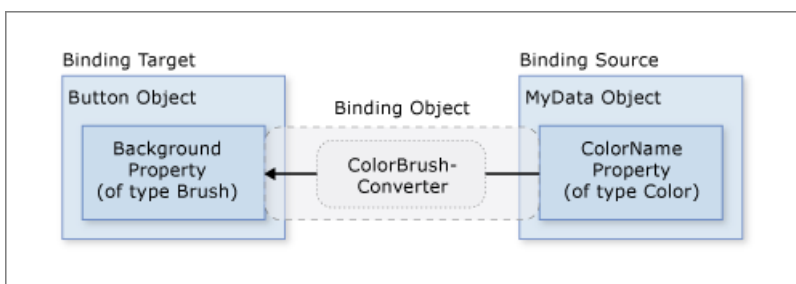 Binding Target
Button Object
Background
Property
(of type Brush)
Binding Object
ColorBrush-
Converter
Binding Source
MyData Object
ColorName
Property
(of type Color)